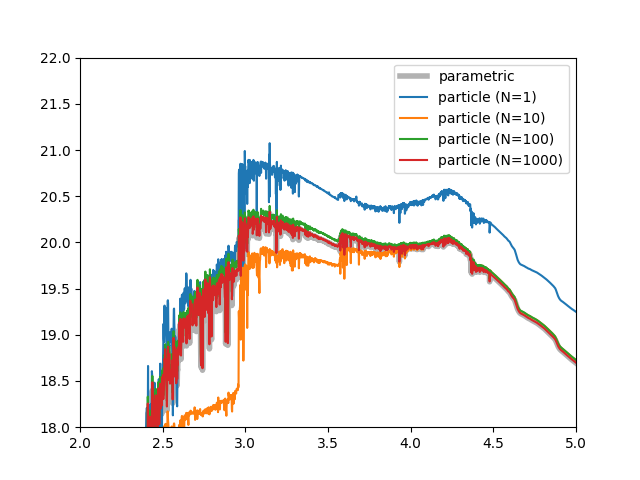 22.0
21.5
21.0
20.5
20.0
19.5
19.0
18.5
18.0
2.0 2.5 3.0 3.5 4.0 4.5 5.0
parametric
particle (N=1)
particle (N=10)
particle (N=100)
particle (N=1000)